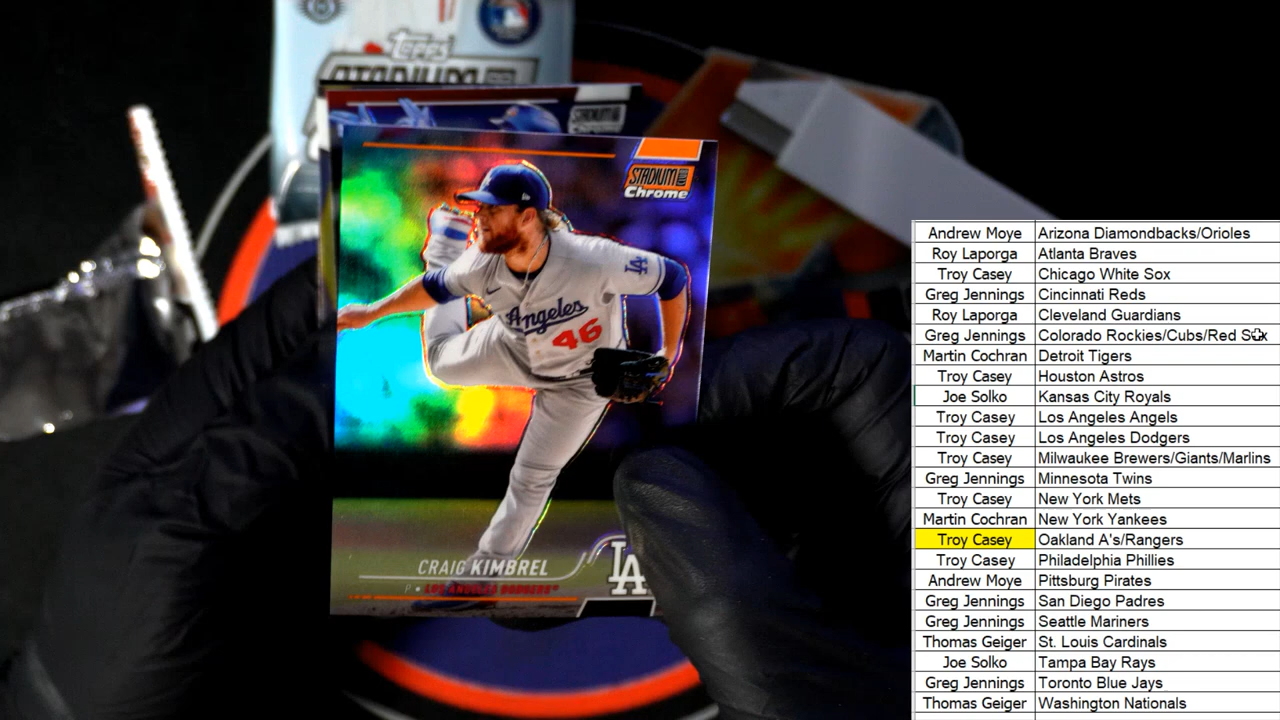 Topps
STADIUM
STADIUM
STADIUM
Chrome
LA
Angeles
46
CRAIG KIMBREL
P • LOS ANGELES DODGERS
LA
Andrew Moye Arizona Diamondbacks/Orioles
Roy Laporga Atlanta Braves
Troy Casey Chicago White Sox
Greg Jennings Cincinnati Reds
Roy Laporga Cleveland Guardians
Greg Jennings Colorado Rockies/Cubs/Red Sox
Martin Cochran Detroit Tigers
Troy Casey Houston Astros
Joe Solko Kansas City Royals
Troy Casey Los Angeles Angels
Troy Casey Los Angeles Dodgers
Troy Casey Milwaukee Brewers/Giants/Marlins
Greg Jennings Minnesota Twins
Troy Casey New York Mets
Martin Cochran New York Yankees
Troy Casey Oakland A's/Rangers
Troy Casey Philadelphia Phillies
Andrew Moye Pittsburg Pirates
Greg Jennings San Diego Padres
Greg Jennings Seattle Mariners
Thomas Geiger St. Louis Cardinals
Joe Solko Tampa Bay Rays
Greg Jennings Toronto Blue Jays
Thomas Geiger Washington Nationals